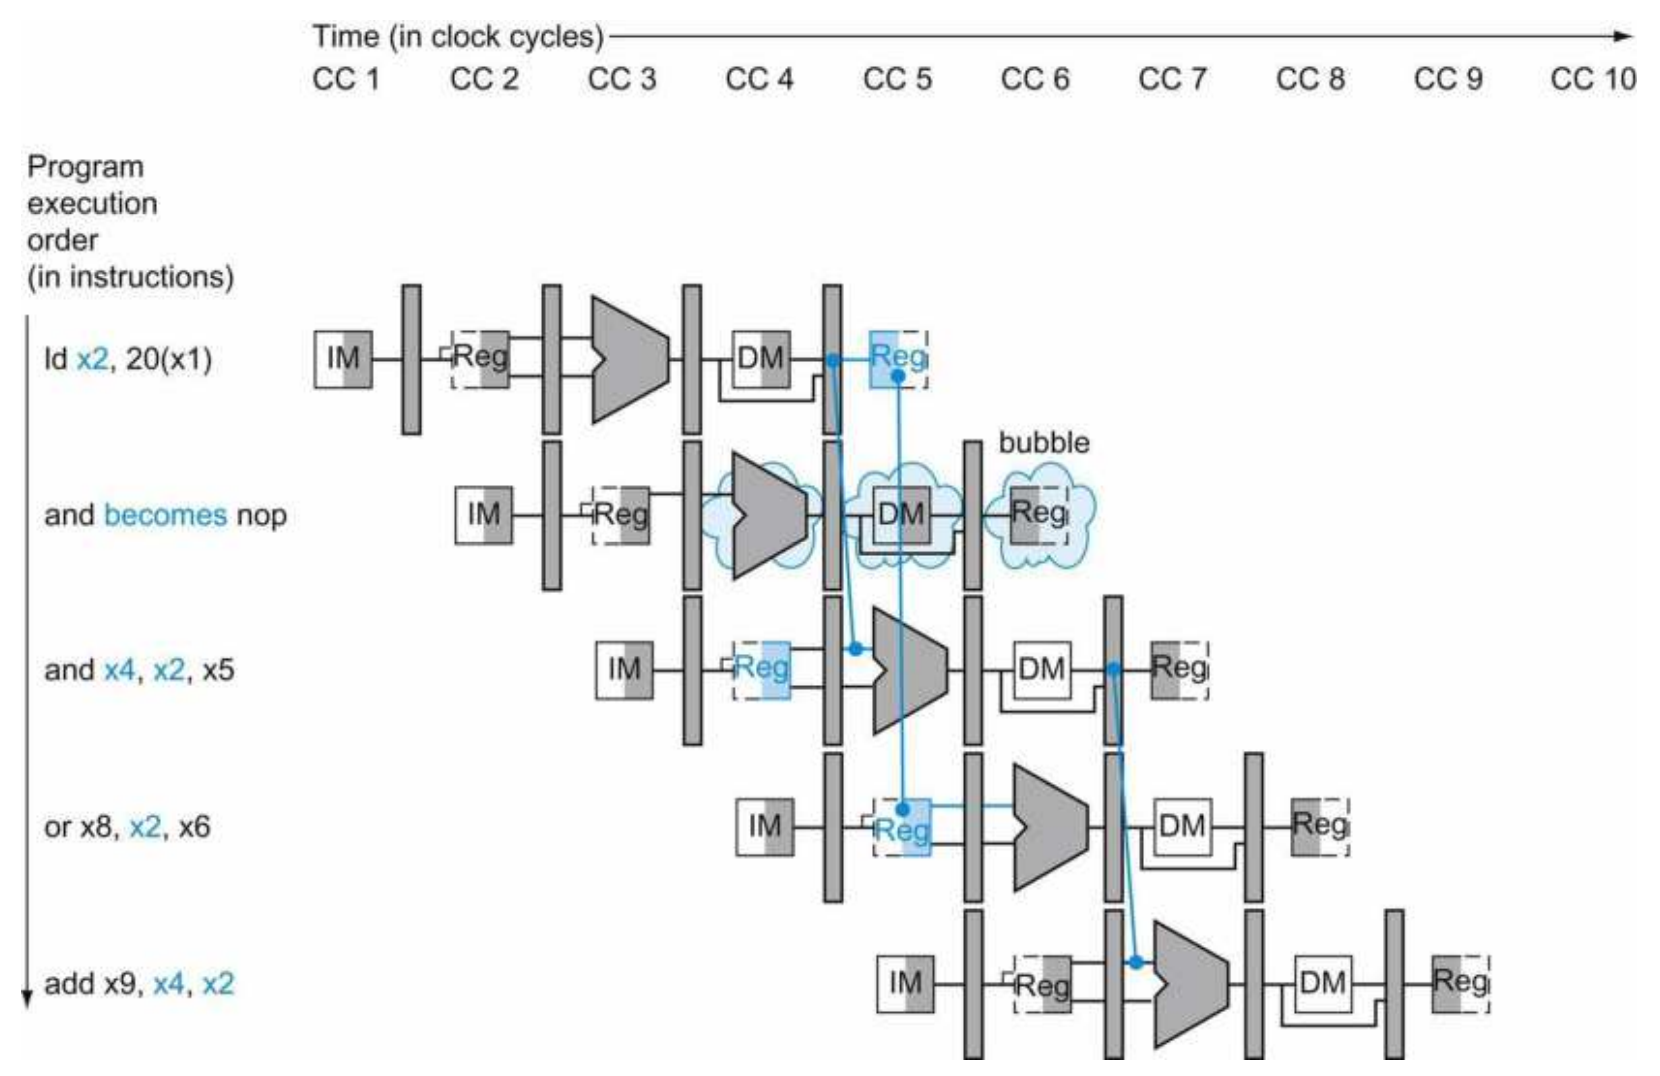 Time (in clock cycles)
CC 1 CC 2 CC 3 CC 4 CC 5 CC 6 CC 7 CC 8 CC 9 CC 10
Program
execution
order
(in instructions)
ld x2, 20(x1) IM Reg DM Reg
bubble
and becomes nop IM Reg DM Reg
and x4, x2, x5 IM Reg DM Reg
or x8, x2, x6 IM Reg DM Reg
add x9, x4, x2 IM Reg DM Reg